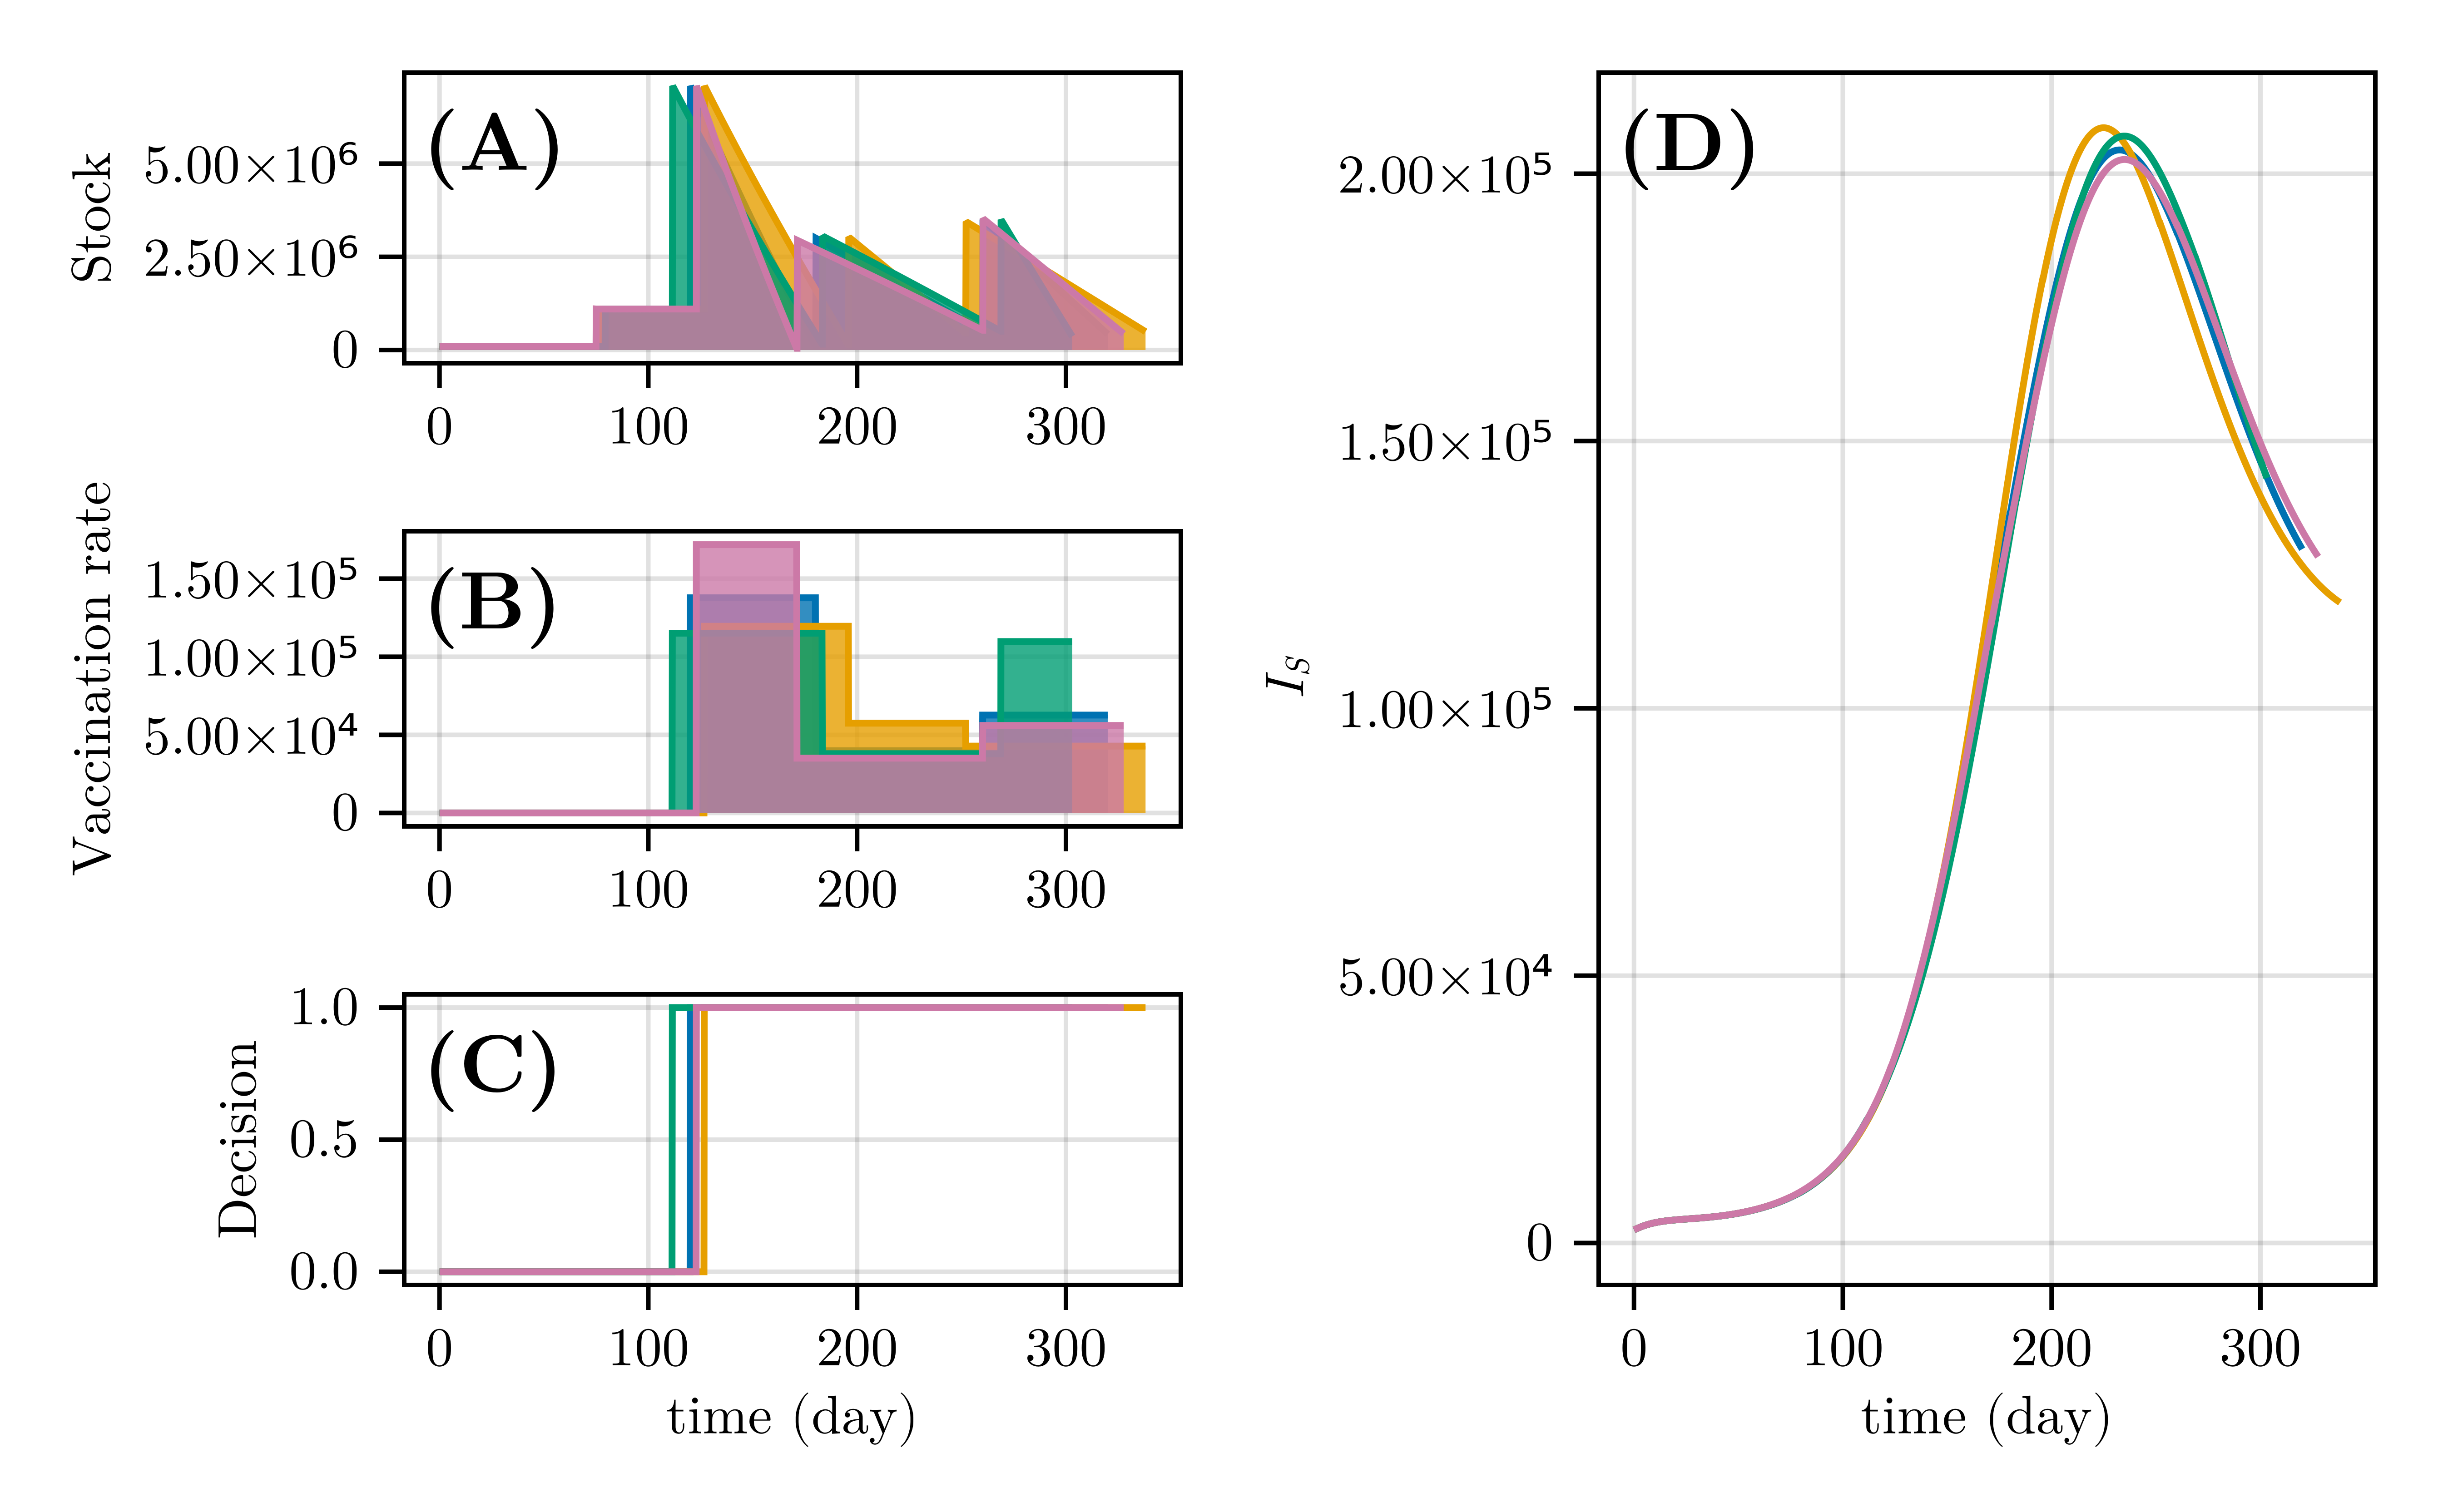 (A)
Stock
5.00×10⁶
2.50×10⁶
0
0 100 200 300
(B)
Vaccination rate
1.50×10⁵
1.00×10⁵
5.00×10⁴
0
0 100 200 300
(C)
Decision
1.0
0.5
0.0
0 100 200 300
time (day)
(D)
I_S
2.00×10⁵
1.50×10⁵
1.00×10⁵
5.00×10⁴
0
0 100 200 300
time (day)